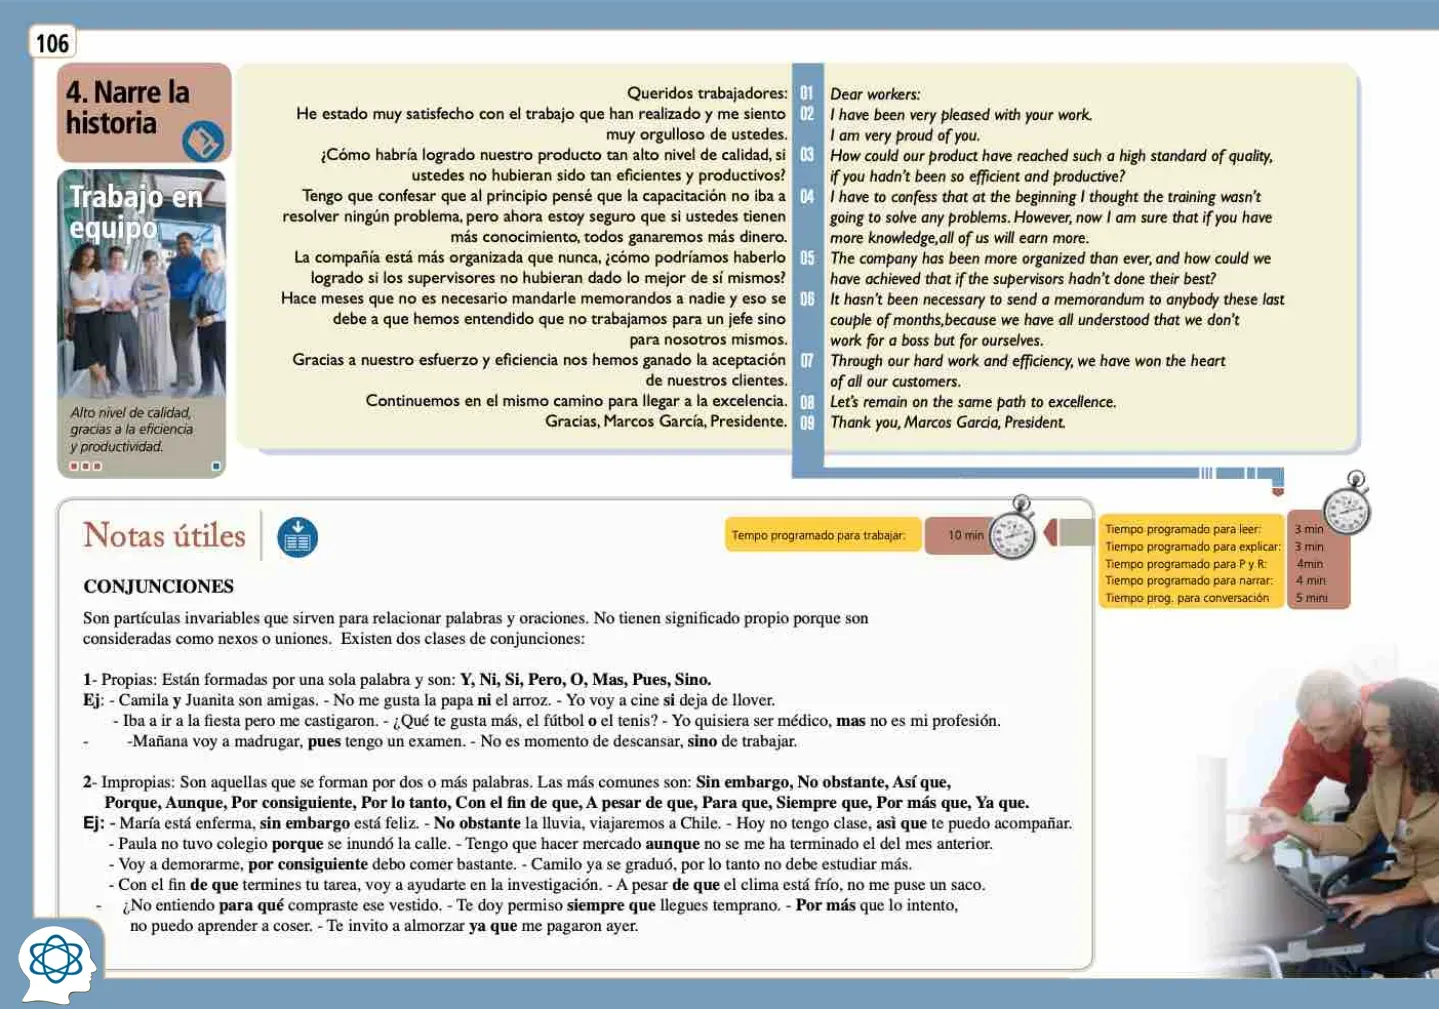 106
4. Narre la
historia
Trabajo en
equipo
Alto nivel de calidad,
gracias a la eficiencia
y productividad.
Queridos trabajadores:
He estado muy satisfecho con el trabajo que han realizado y me siento
muy orgulloso de ustedes.
¿Cómo habría logrado nuestro producto tan alto nivel de calidad, si
ustedes no hubieran sido tan eficientes y productivos?
Tengo que confesar que al principio pensé que la capacitación no iba a
resolver ningún problema, pero ahora estoy seguro que si ustedes tienen
más conocimiento, todos ganaremos más dinero.
La compañía está más organizada que nunca, ¿cómo podríamos haberlo
logrado si los supervisores no hubieran dado lo mejor de sí mismos?
Hace meses que no es necesario mandarle memorandos a nadie y eso se
debe a que hemos entendido que no trabajamos para un jefe sino
para nosotros mismos.
Gracias a nuestro esfuerzo y eficiencia nos hemos ganado la aceptación
de nuestros clientes.
Continuemos en el mismo camino para llegar a la excelencia.
Gracias, Marcos García, Presidente.
01
02
03
04
05
06
07
08
09
Dear workers:
I have been very pleased with your work.
I am very proud of you.
How could our product have reached such a high standard of quality,
if you hadn't been so efficient and productive?
I have to confess that at the beginning I thought the training wasn't
going to solve any problems. However, now I am sure that if you have
more knowledge,all of us will earn more.
The company has been more organized than ever, and how could we
have achieved that if the supervisors hadn't done their best?
It hasn't been necessary to send a memorandum to anybody these last
couple of months,because we have all understood that we don't
work for a boss but for ourselves.
Through our hard work and efficiency, we have won the heart
of all our customers.
Let's remain on the same path to excellence.
Thank you, Marcos Garcia, President.
Notas útiles
Tempo programado para trabajar:
10 min
Tiempo programado para leer: 3 min
Tiempo programado para explicar: 3 min
Tiempo programado para P y R: 4min
Tiempo programado para narrar: 4 min
Tiempo prog. para conversación 5 mini
CONJUNCIONES
Son partículas invariables que sirven para relacionar palabras y oraciones. No tienen significado propio porque son
consideradas como nexos o uniones. Existen dos clases de conjunciones:
1- Propias: Están formadas por una sola palabra y son: Y, Ni, Si, Pero, O, Mas, Pues, Sino.
Ej: - Camila y Juanita son amigas. - No me gusta la papa ni el arroz. - Yo voy a cine si deja de llover.
- Iba a ir a la fiesta pero me castigaron. - ¿Qué te gusta más, el fútbol o el tenis? - Yo quisiera ser médico, mas no es mi profesión.
- -Mañana voy a madrugar, pues tengo un examen. - No es momento de descansar, sino de trabajar.
2- Impropias: Son aquellas que se forman por dos o más palabras. Las más comunes son: Sin embargo, No obstante, Así que,
Porque, Aunque, Por consiguiente, Por lo tanto, Con el fin de que, A pesar de que, Para que, Siempre que, Por más que, Ya que.
Ej: - María está enferma, sin embargo está feliz. - No obstante la lluvia, viajaremos a Chile. - Hoy no tengo clase, asì que te puedo acompañar.
- Paula no tuvo colegio porque se inundó la calle. - Tengo que hacer mercado aunque no se me ha terminado el del mes anterior.
- Voy a demorarme, por consiguiente debo comer bastante. - Camilo ya se graduó, por lo tanto no debe estudiar más.
- Con el fin de que termines tu tarea, voy a ayudarte en la investigación. - A pesar de que el clima está frío, no me puse un saco.
- ¿No entiendo para qué compraste ese vestido. - Te doy permiso siempre que llegues temprano. - Por más que lo intento,
no puedo aprender a coser. - Te invito a almorzar ya que me pagaron ayer.